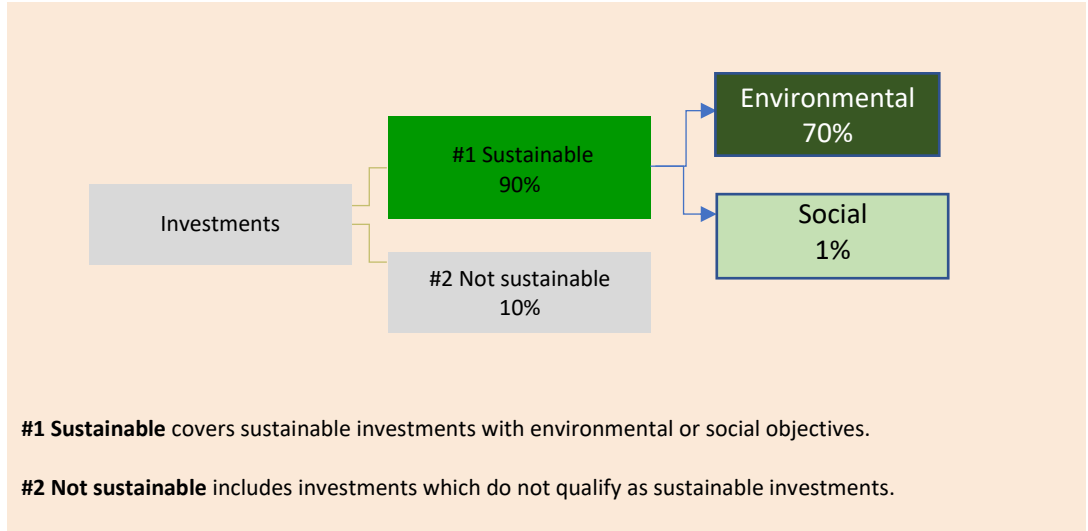 Investments
#1 Sustainable
90%
#2 Not sustainable
10%
Environmental
70%
Social
1%
#1 Sustainable covers sustainable investments with environmental or social objectives.
#2 Not sustainable includes investments which do not qualify as sustainable investments.